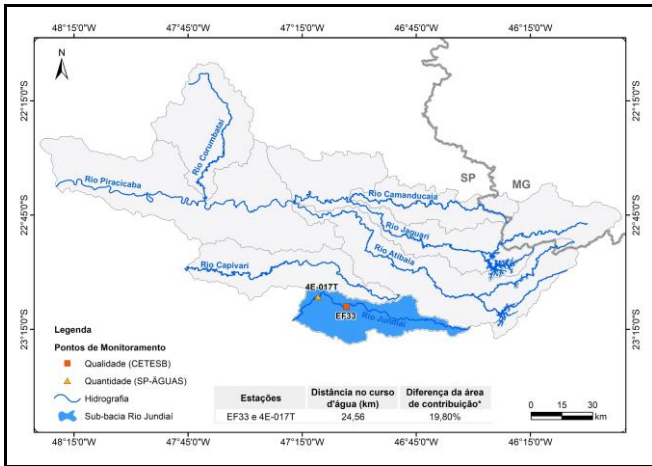 48°15'0"W 47°45'0"W 47°15'0"W 46°45'0"W 46°15'0"W
N
22°15'0"S 22°15'0"S
Rio Corumbataí
SP
MG
Rio Piracicaba
Rio Camanducaia
22°45'0"S 22°45'0"S
Rio Jaguari
Rio Atibaia
Rio Capivari
4E-017T
EF33
Rio Jundiaí
23°15'0"S 23°15'0"S
Legenda
Pontos de Monitoramento
Qualidade (CETESB)
Quantidade (SP-ÁGUAS)
Hidrografia
Sub-bacia Rio Jundiaí
Estações Distância no curso d'água (km) Diferença da área de contribuição*
EF33 e 4E-017T 24,56 19,80%
0 15 30
km
48°15'0"W 47°45'0"W 47°15'0"W 46°45'0"W 46°15'0"W